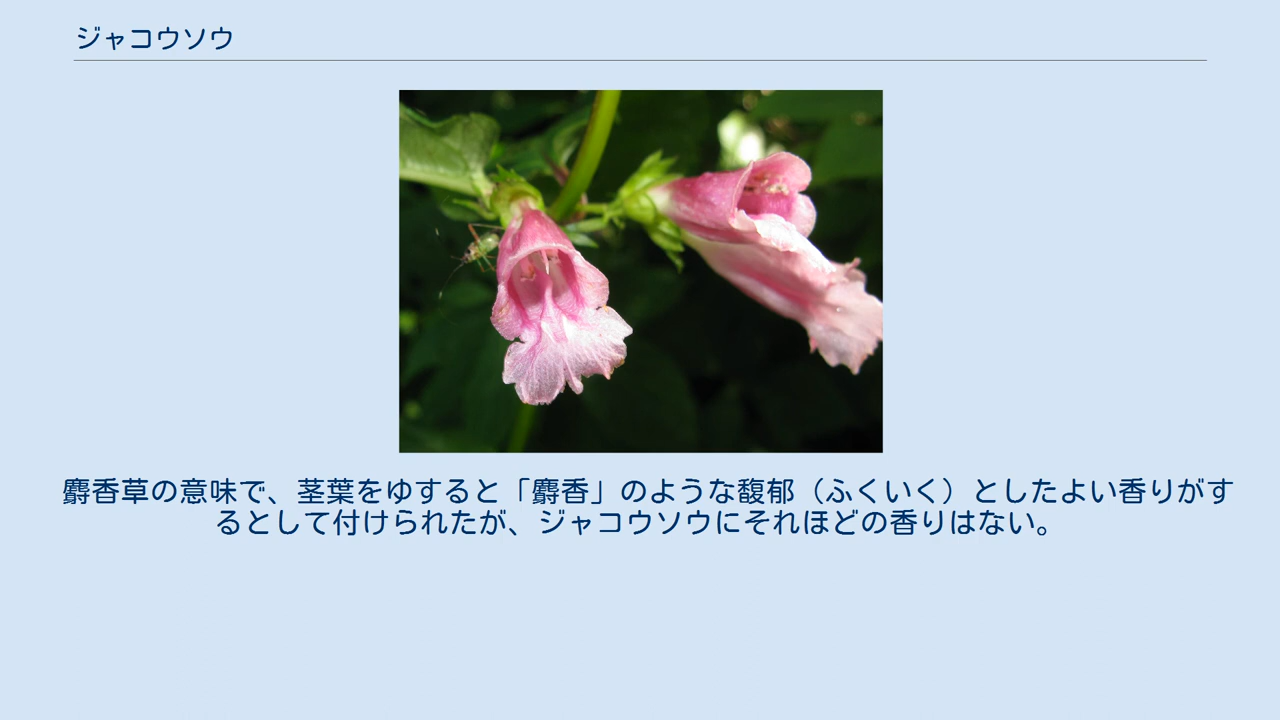 ジャコウソウ
麝香草の意味で、茎葉をゆすると「麝香」のような馥郁（ふくいく）としたよい香りがす
るとして付けられたが、ジャコウソウにそれほどの香りはない。